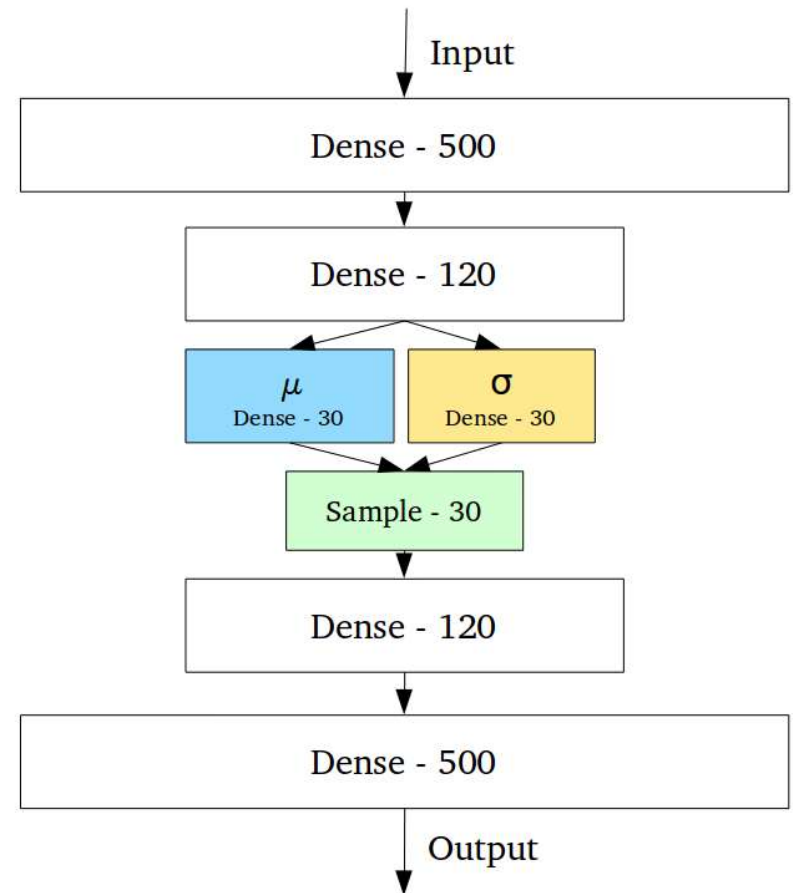 Input
Dense - 500
Dense - 120
μ
Dense - 30
σ
Dense - 30
Sample - 30
Dense - 120
Dense - 500
Output